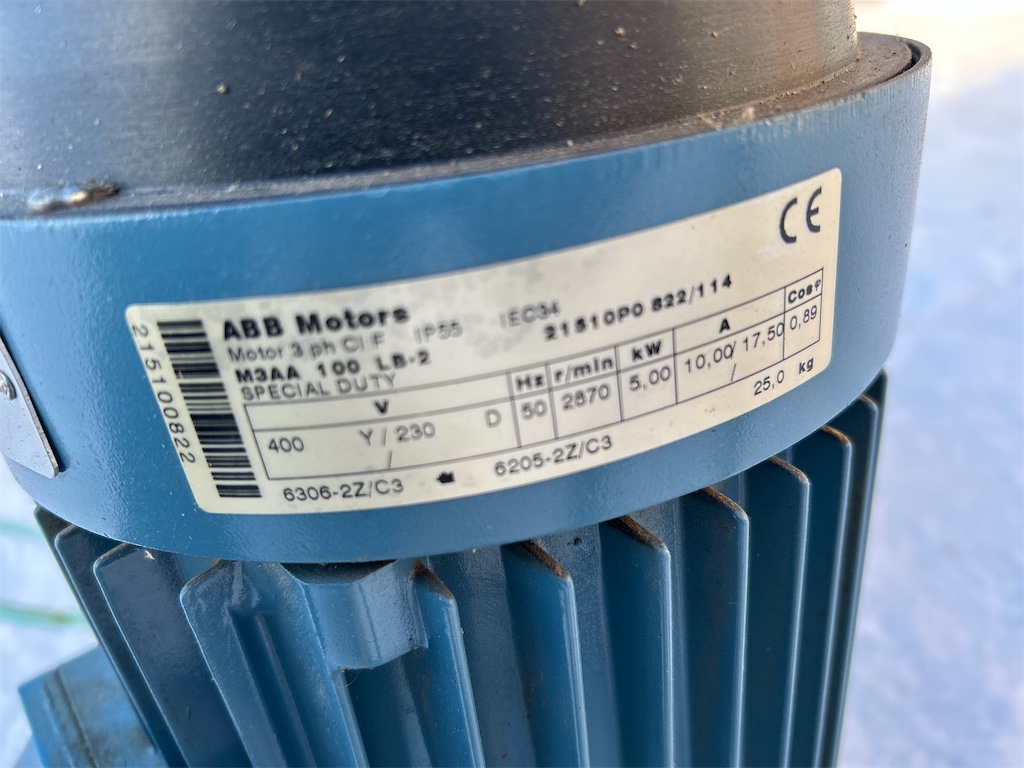 CE
ABB Motors
Motor 3 ph Cl F IP55 IEC34
M3AA 100 LB-2 21510P0 822/114
SPECIAL DUTY
V Hz r/min kW A Cosφ
400 Y / 230 D 50 2870 5,00 10,00/ 17,50 0,89
/ /
6306-2Z/C3 6205-2Z/C3 25,0 kg
215100822